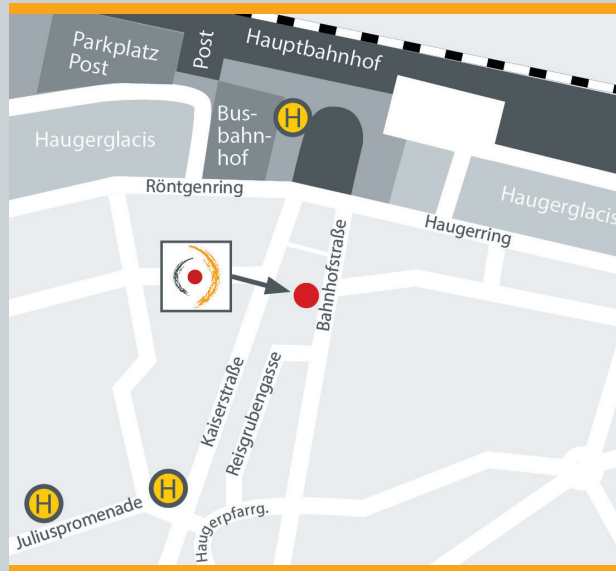 Parkplatz
Post
Post
Hauptbahnhof
Haugerglacis
Bus-
bahn-
hof
H
Haugerglacis
Röntgenring
Haugerring
Bahnhofstraße
Kaiserstraße
Reisgrubengasse
H
H
Juliuspromenade
Haugerpfarrg.